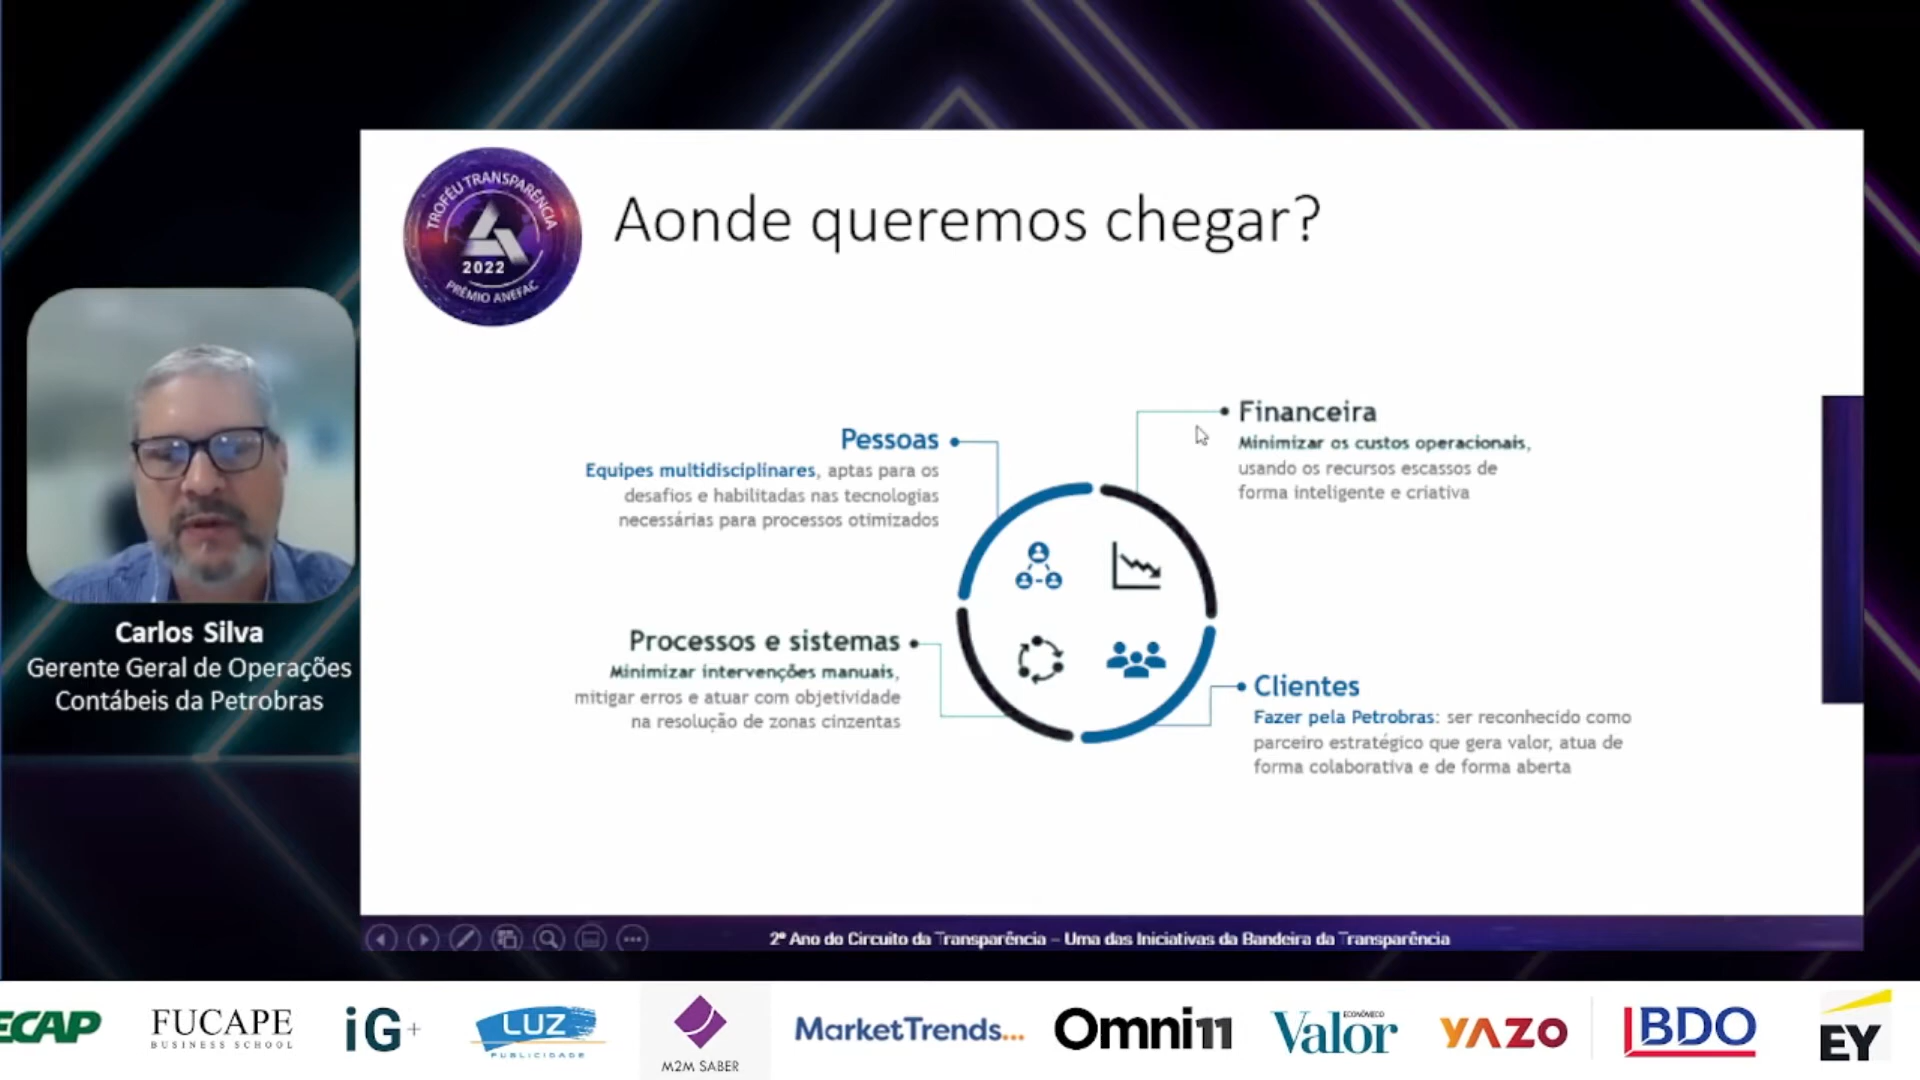 TROFÉU TRANSPARÊNCIA
2022
PRÊMIO ANEFAC
Aonde queremos chegar?
Pessoas
Equipes multidisciplinares, aptas para os
desafios e habilitadas nas tecnologias
necessárias para processos otimizados
Financeira
Minimizar os custos operacionais,
usando os recursos escassos de
forma inteligente e criativa
Processos e sistemas
Minimizar intervenções manuais,
mitigar erros e atuar com objetividade
na resolução de zonas cinzentas
Clientes
Fazer pela Petrobras: ser reconhecido como
parceiro estratégico que gera valor, atua de
forma colaborativa e de forma aberta
Carlos Silva
Gerente Geral de Operações
Contábeis da Petrobras
2º Ano do Circuito da Transparência – Uma das Iniciativas da Bandeira da Transparência
ECAP
FUCAPE
BUSINESS SCHOOL
iG+
LUZ
PUBLICIDADE
M2M SABER
MarketTrends...
Omni11
Valor
ECONÔMICO
YAZO
BDO
EY